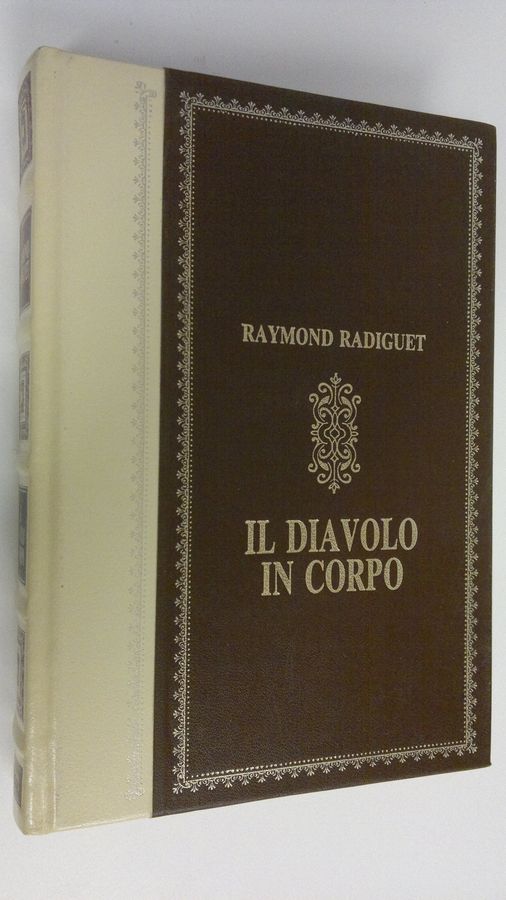 RAYMOND RADIGUET
IL DIAVOLO
IN CORPO